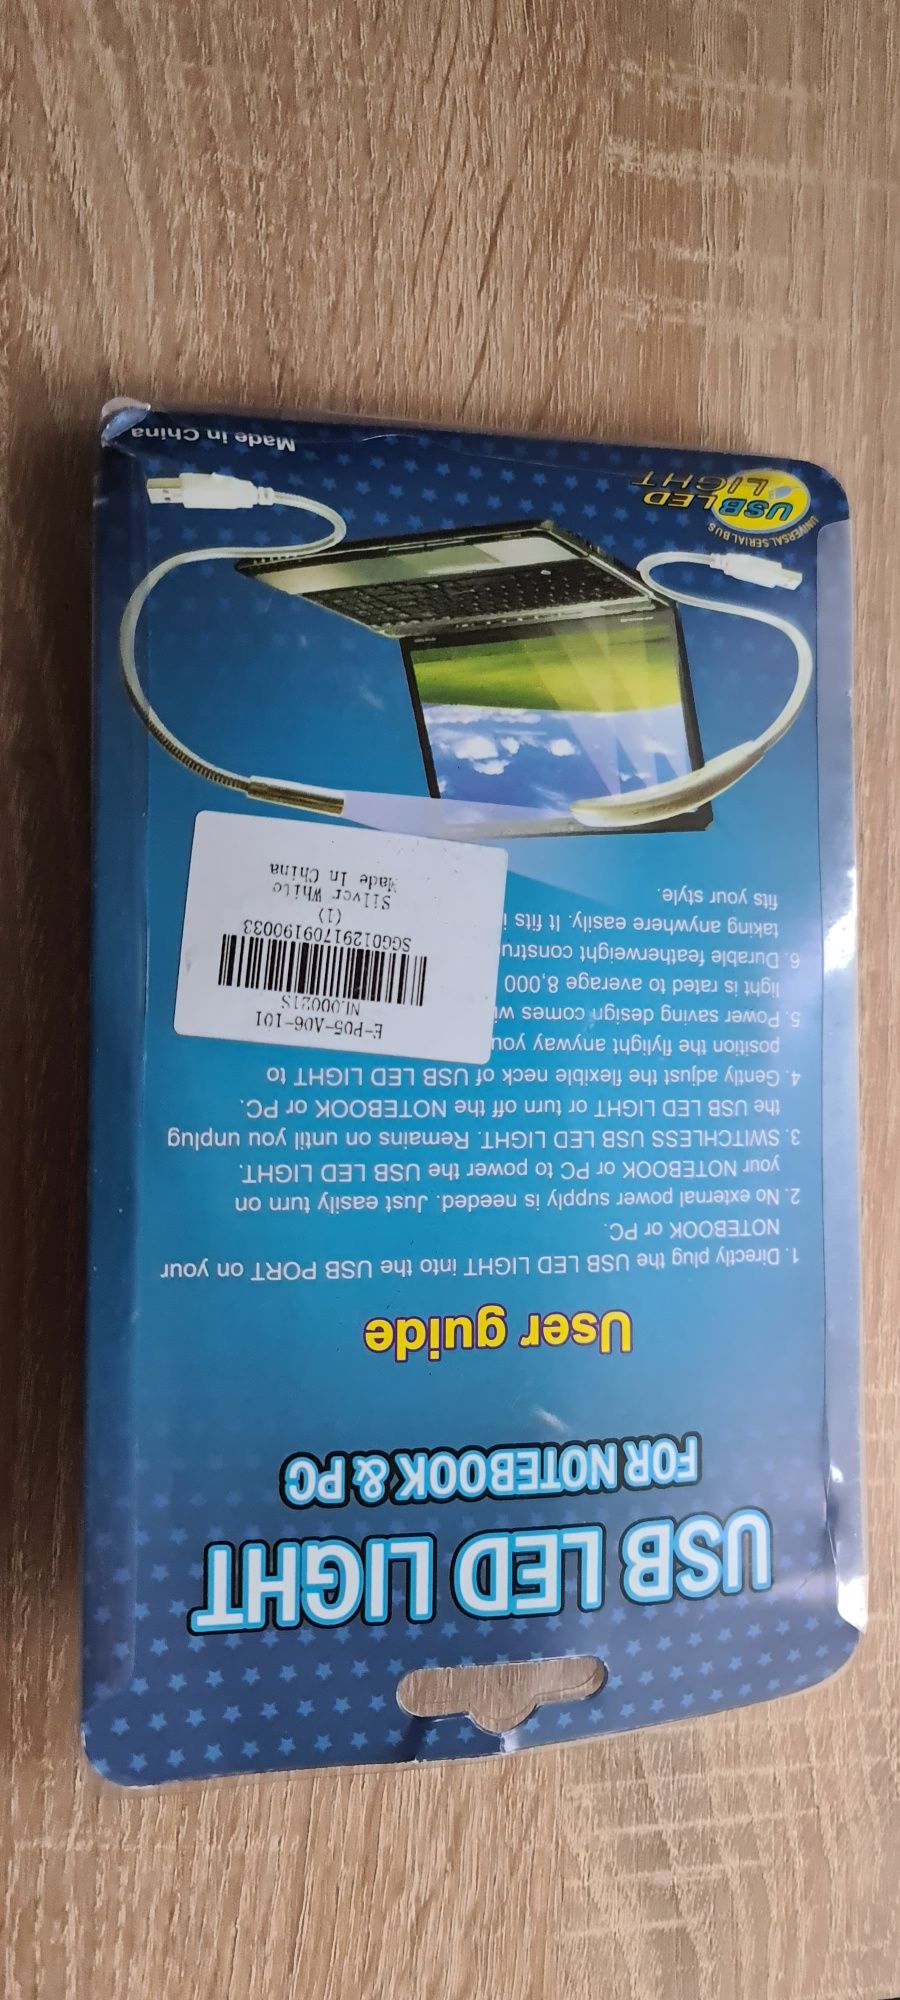 USB LED LIGHT
FOR NOTEBOOK & PC
User guide
1. Directly plug the USB LED LIGHT into the USB PORT on your
NOTEBOOK or PC.
2. No external power supply is needed. Just easily turn on
your NOTEBOOK or PC to power the USB LED LIGHT.
3. SWITCHLESS USB LED LIGHT. Remains on until you unplug
the USB LED LIGHT or turn off the NOTEBOOK or PC.
4. Gently adjust the flexible neck of USB LED LIGHT to
position the flylight anyway you
5. Power saving design comes
light is rated to average 8,000
6. Durable featherweight
taking anywhere easily. It fits
fits your style.
E-P05-A06-101
NL00021S
SGG01291709190033
(1)
Silver White
Made In China
UNIVERSAL SERIAL BUS
USB LED
LIGHT
Made in China